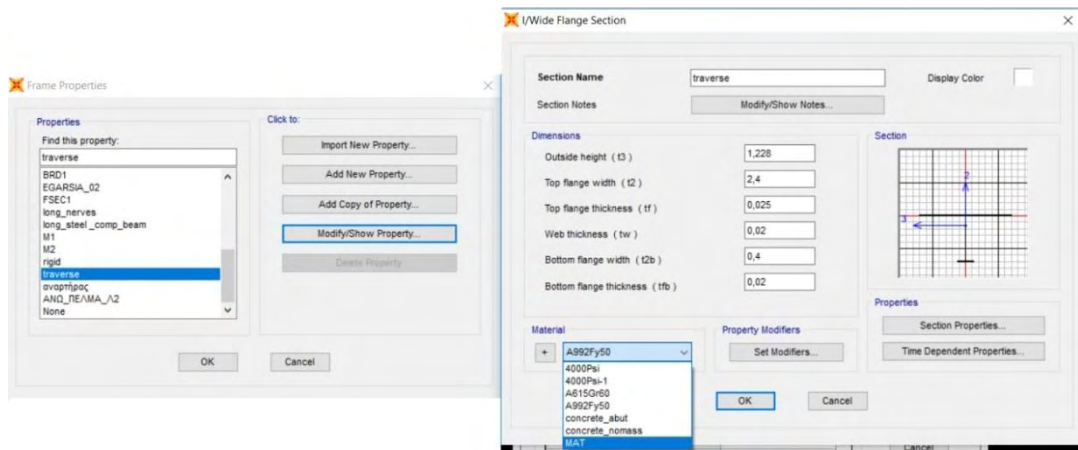 Frame Properties
Properties
Find this property:
traverse
BRD1
EGARSIA_02
FSEC1
long_nerves
long_steel _comp_beam
M1
M2
rigid
traverse
αναρτήρας
ΑΝΩ_ΠΕΛΜΑ_Λ2
None
Click to:
Import New Property...
Add New Property...
Add Copy of Property...
Modify/Show Property...
Delete Property
OK
Cancel
I/Wide Flange Section
Section Name
traverse
Display Color
Section Notes
Modify/Show Notes...
Dimensions
Outside height ( t3 )
1,228
Top flange width ( t2 )
2,4
Top flange thickness ( tf )
0,025
Web thickness ( tw )
0,02
Bottom flange width ( t2b )
0,4
Bottom flange thickness ( tfb )
0,02
Section
2
3
Material
+
A992Fy50
4000Psi
4000Psi-1
A615Gr60
A992Fy50
concrete_abut
concrete_nomass
MAT
Property Modifiers
Set Modifiers...
Properties
Section Properties...
Time Dependent Properties...
OK
Cancel
Cancel